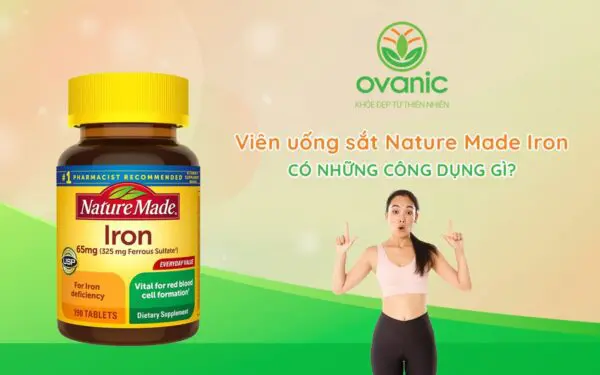 ovanic
KHỎE ĐẸP TỪ THIÊN NHIÊN
Viên uống sắt Nature Made Iron
CÓ NHỮNG CÔNG DỤNG GÌ?
#1 PHARMACIST RECOMMENDED
Nature Made®
Iron
65mg (325 mg Ferrous Sulfate†)
USP
EVERYDAY VALUE
For Iron
deficiency
Vital for red blood
cell formation†
190 TABLETS
Dietary Supplement